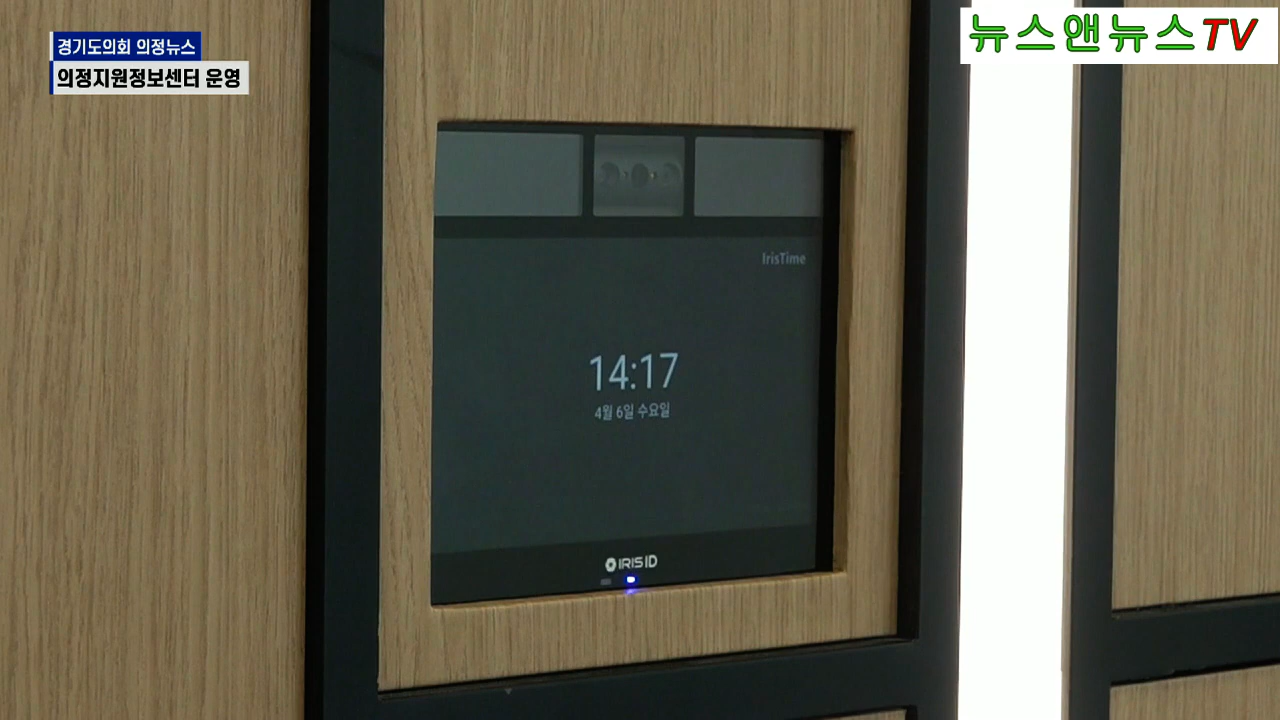 경기도의회 의정뉴스
의정지원정보센터 운영
뉴스앤뉴스TV
IrisTime
14:17
4월 6일 수요일
IRIS ID